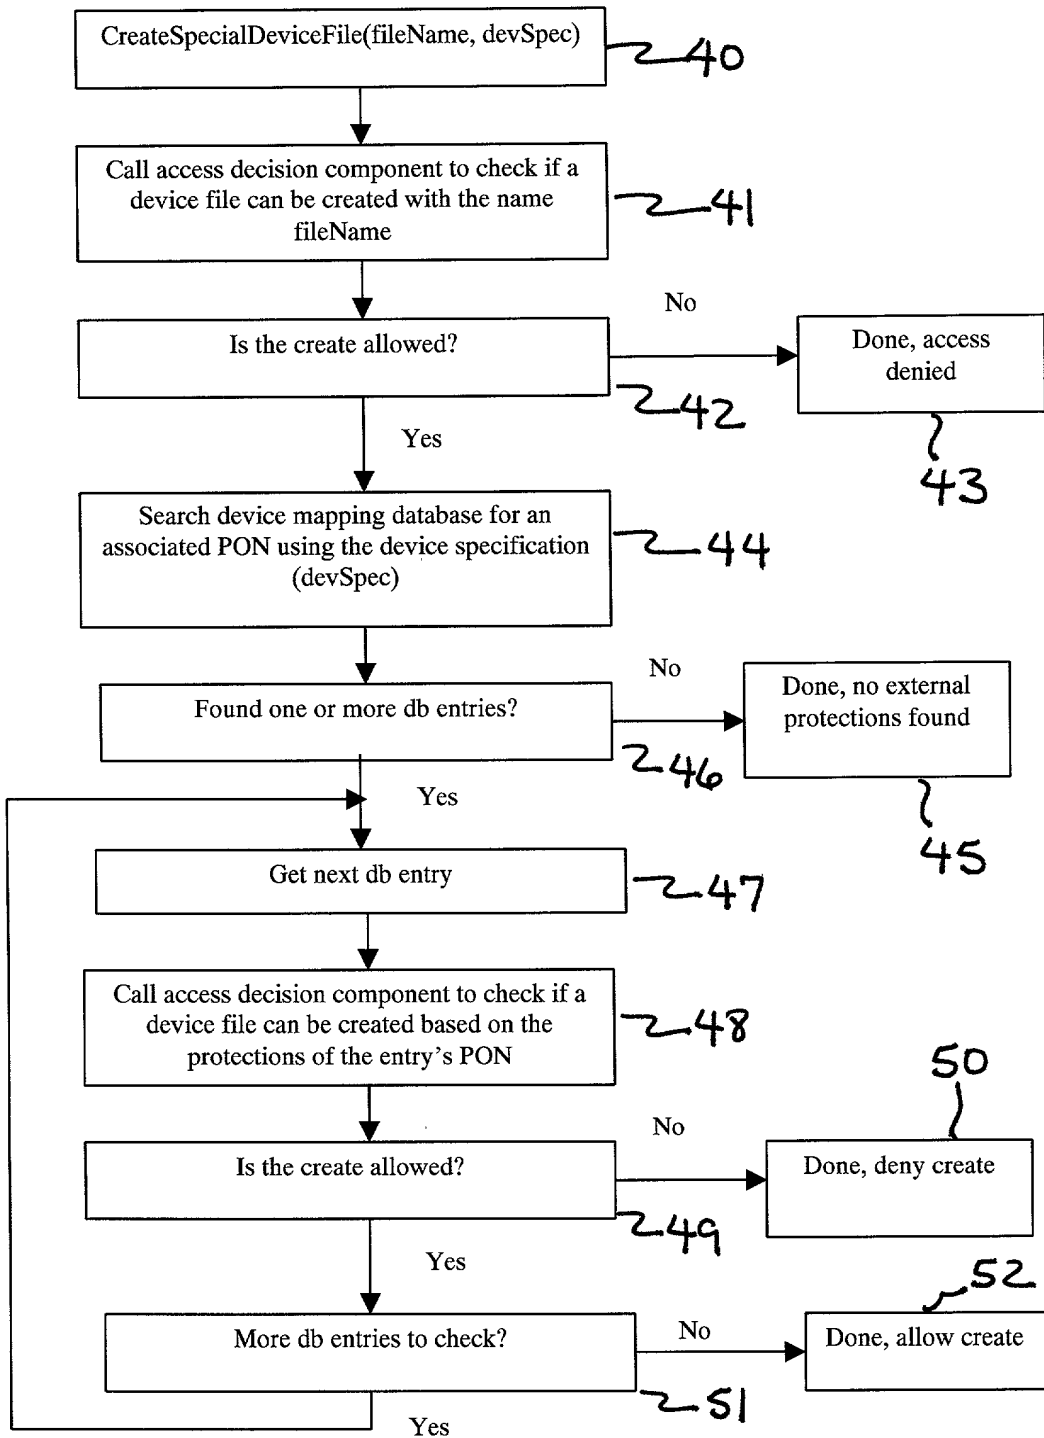 CreateSpecialDeviceFile(fileName, devSpec)
40
Call access decision component to check if a
device file can be created with the name
fileName
41
Is the create allowed?
No
42
Done, access
denied
43
Yes
Search device mapping database for an
associated PON using the device specification
(devSpec)
44
Found one or more db entries?
No
46
Done, no external
protections found
45
Yes
Get next db entry
47
Call access decision component to check if a
device file can be created based on the
protections of the entry's PON
48
Is the create allowed?
No
49
50
Done, deny create
Yes
More db entries to check?
No
51
52
Done, allow create
Yes